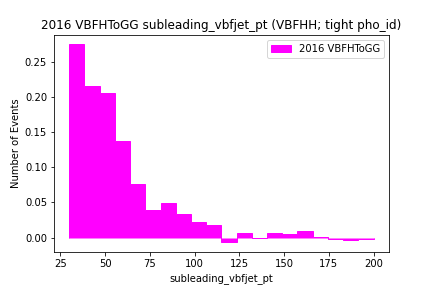 2016 VBFHToGG subleading_vbfjet_pt (VBFHH; tight pho_id)
2016 VBFHToGG
Number of Events
0.25
0.20
0.15
0.10
0.05
0.00
25 50 75 100 125 150 175 200
subleading_vbfjet_pt